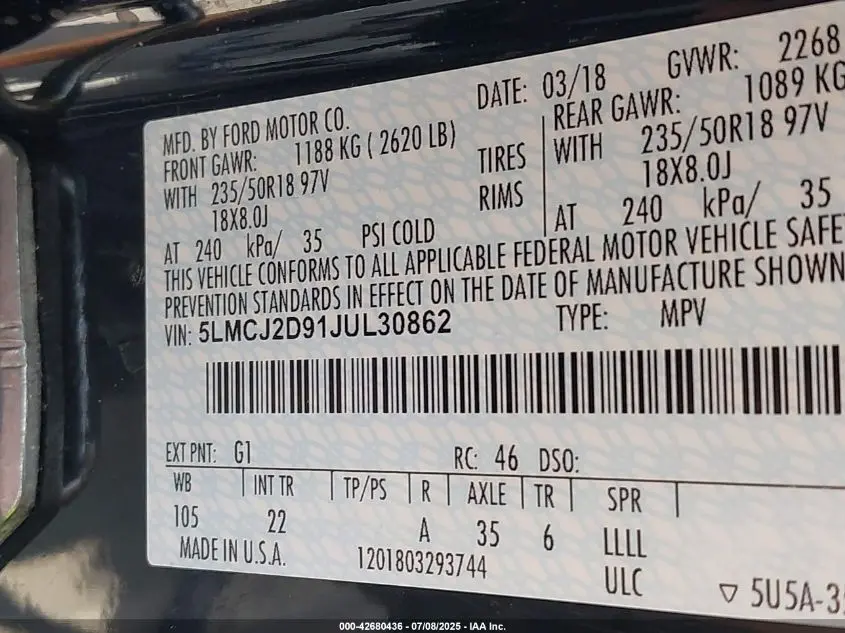 DATE: 03/18 GVWR: 2268
MFD. BY FORD MOTOR CO.
FRONT GAWR: 1188 KG ( 2620 LB) REAR GAWR: 1089 KG
WITH 235/50R18 97V TIRES WITH 235/50R18 97V
18X8.0J RIMS 18X8.0J
AT 240 kPa/ 35 PSI COLD AT 240 kPa/ 35
THIS VEHICLE CONFORMS TO ALL APPLICABLE FEDERAL MOTOR VEHICLE SAFE
PREVENTION STANDARDS IN EFFECT ON THE DATE OF MANUFACTURE SHOWN
VIN: 5LMCJ2D91JUL30862 TYPE: MPV
EXT PNT: G1 RC: 46 DSO:
WB INT TR TP/PS R AXLE TR SPR
105 22 A 35 6 LLLL
MADE IN U.S.A. 1201803293744 ULC
▽ 5U5A-35
000-42680436 - 07/08/2025 - IAA Inc.